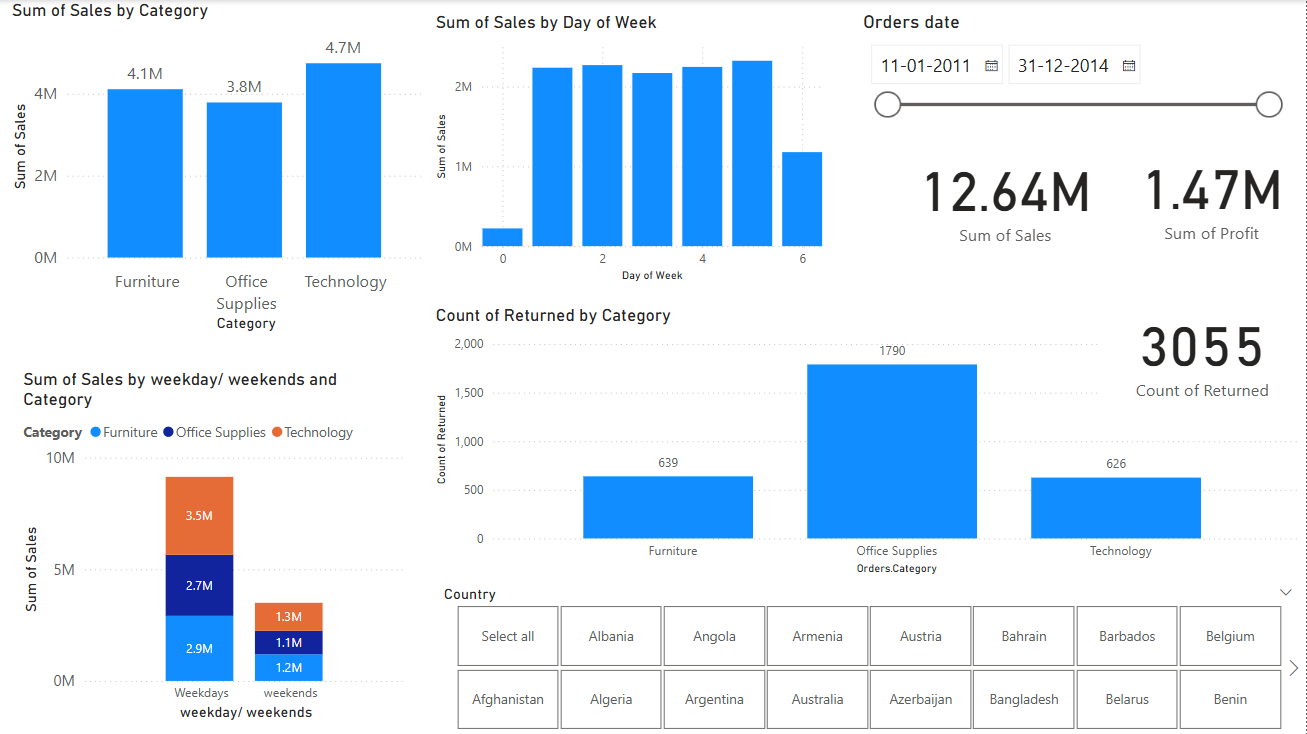 Sum of Sales by Category
Sum of Sales
4M
2M
0M
4.1M
3.8M
4.7M
Furniture
Office
Supplies
Technology
Category
Sum of Sales by Day of Week
Sum of Sales
2M
1M
0M
0
2
4
6
Day of Week
Orders date
11-01-2011
31-12-2014
12.64M
Sum of Sales
1.47M
Sum of Profit
Sum of Sales by weekday/ weekends and
Category
Category Furniture Office Supplies Technology
Sum of Sales
10M
5M
0M
3.5M
2.7M
2.9M
1.3M
1.1M
1.2M
Weekdays
weekends
weekday/ weekends
Count of Returned by Category
Count of Returned
2,000
1,500
1,000
500
0
639
1790
626
Furniture
Office Supplies
Technology
Orders.Category
3055
Count of Returned
Country
Select all
Albania
Angola
Armenia
Austria
Bahrain
Barbados
Belgium
Afghanistan
Algeria
Argentina
Australia
Azerbaijan
Bangladesh
Belarus
Benin